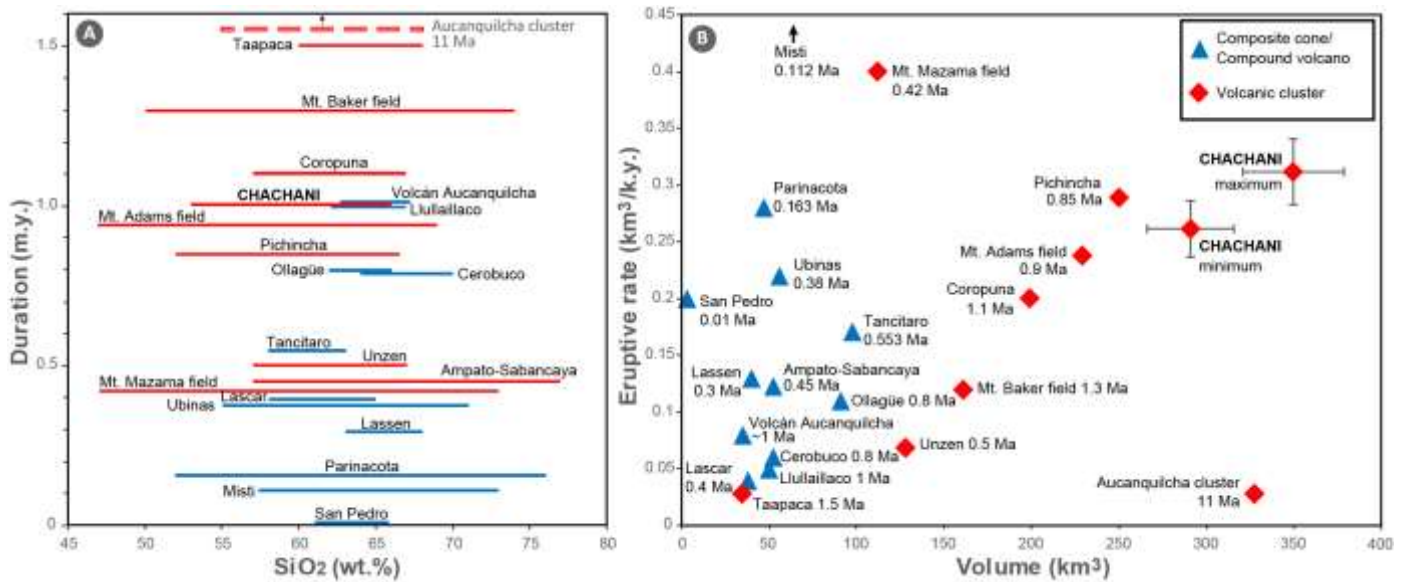 A
Aucanquilcha cluster
11 Ma
Taapaca
Mt. Baker field
Coropuna
CHACHANI
Volcán Aucanquilcha
Llullaillaco
Mt. Adams field
Pichincha
Ollagüe
Cerobuco
Tancitaro
Unzen
Ampato-Sabancaya
Mt. Mazama field
Lascar
Ubinas
Lassen
Parinacota
Misti
San Pedro
1.5
1.0
0.5
0
Duration (m.y.)
45 50 55 60 65 70 75 80
SiO2 (wt.%)
B
Misti
0.112 Ma
Mt. Mazama field
0.42 Ma
Composite cone/
Compound volcano
Volcanic cluster
CHACHANI
maximum
Pichincha
0.85 Ma
Parinacota
0.163 Ma
CHACHANI
minimum
Mt. Adams field
0.9 Ma
Ubinas
0.38 Ma
Coropuna
1.1 Ma
San Pedro
0.01 Ma
Tancitaro
0.553 Ma
Lassen
0.3 Ma
Ampato-Sabancaya
0.45 Ma
Mt. Baker field 1.3 Ma
Ollagüe 0.8 Ma
Volcán Aucanquilcha
~1 Ma
Unzen 0.5 Ma
Cerobuco 0.8 Ma
Lascar
0.4 Ma
Llullaillaco 1 Ma
Taapaca 1.5 Ma
Aucanquilcha cluster
11 Ma
0.45
0.4
0.35
0.3
0.25
0.2
0.15
0.1
0.05
0
Eruptive rate (km3/k.y.)
0 50 100 150 200 250 300 350 400
Volume (km3)